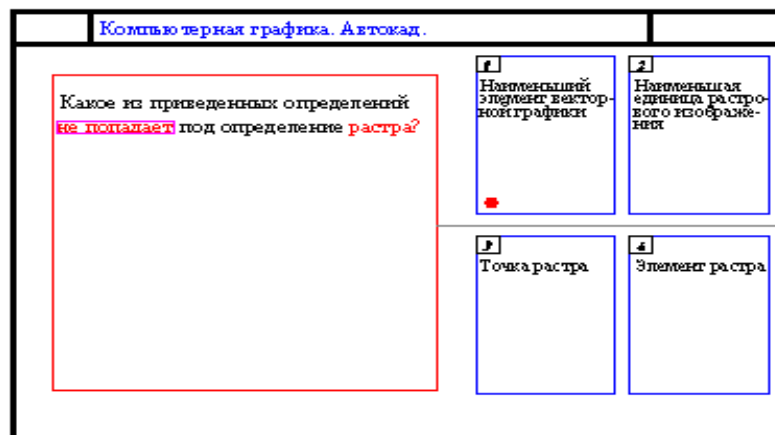 Компьютерная графика. Автокад.
Какое из приведенных определений
не попадает под определение растра?
1
Наименьший
элемент вектор-
ной графики
2
Наименьшая
единица растро-
вого изображе-
ния
3
Точка растра
4
Элемент растра